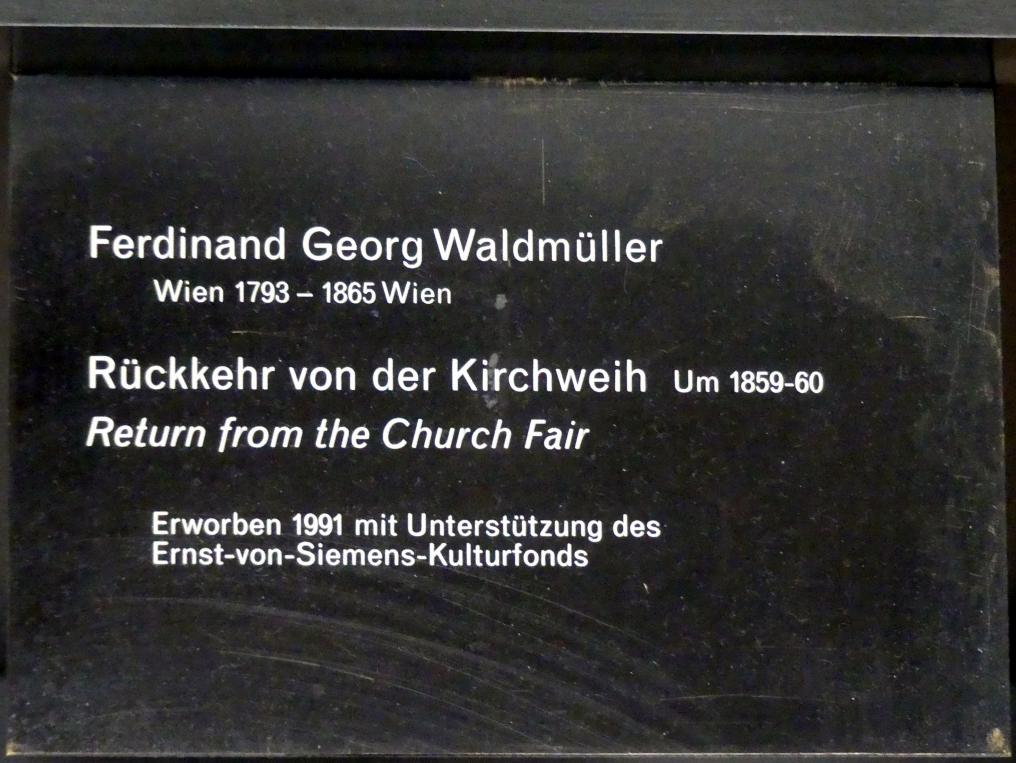 Ferdinand Georg Waldmüller
Wien 1793 – 1865 Wien
Rückkehr von der Kirchweih Um 1859-60
Return from the Church Fair
Erworben 1991 mit Unterstützung des
Ernst-von-Siemens-Kulturfonds